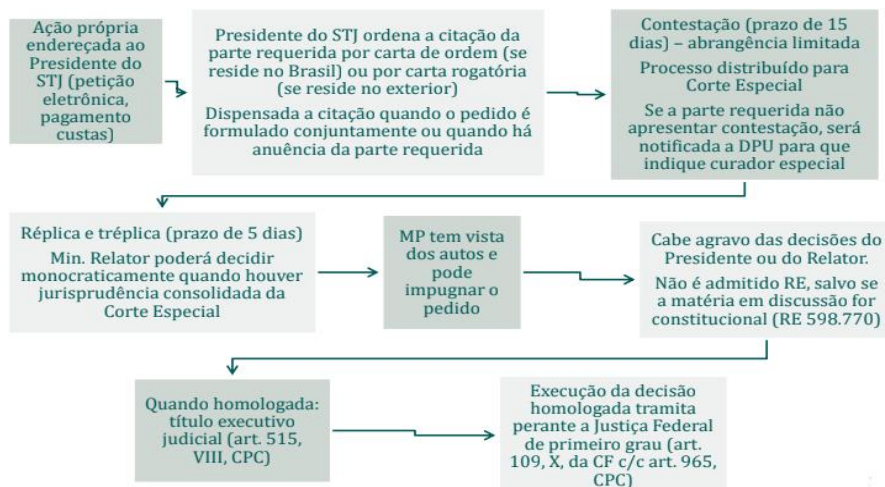 Ação própria
endereçada ao
Presidente do
STJ (petição
eletrônica,
pagamento
custas)
Presidente do STJ ordena a citação da
parte requerida por carta de ordem (se
reside no Brasil) ou por carta rogatória
(se reside no exterior)
Dispensada a citação quando o pedido é
formulado conjuntamente ou quando há
anuência da parte requerida
Contestação (prazo de 15
dias) – abrangência limitada
Processo distribuído para
Corte Especial
Se a parte requerida não
apresentar contestação, será
notificada a DPU para que
indique curador especial
Réplica e tréplica (prazo de 5 dias)
Min. Relator poderá decidir
monocraticamente quando houver
jurisprudência consolidada da
Corte Especial
MP tem vista
dos autos e
pode
impugnar o
pedido
Cabe agravo das decisões do
Presidente ou do Relator.
Não é admitido RE, salvo se
a matéria em discussão for
constitucional (RE 598.770)
Quando homologada:
título executivo
judicial (art. 515,
VIII, CPC)
Execução da decisão
homologada tramita
perante a Justiça Federal
de primeiro grau (art.
109, X, da CF c/c art. 965,
CPC)